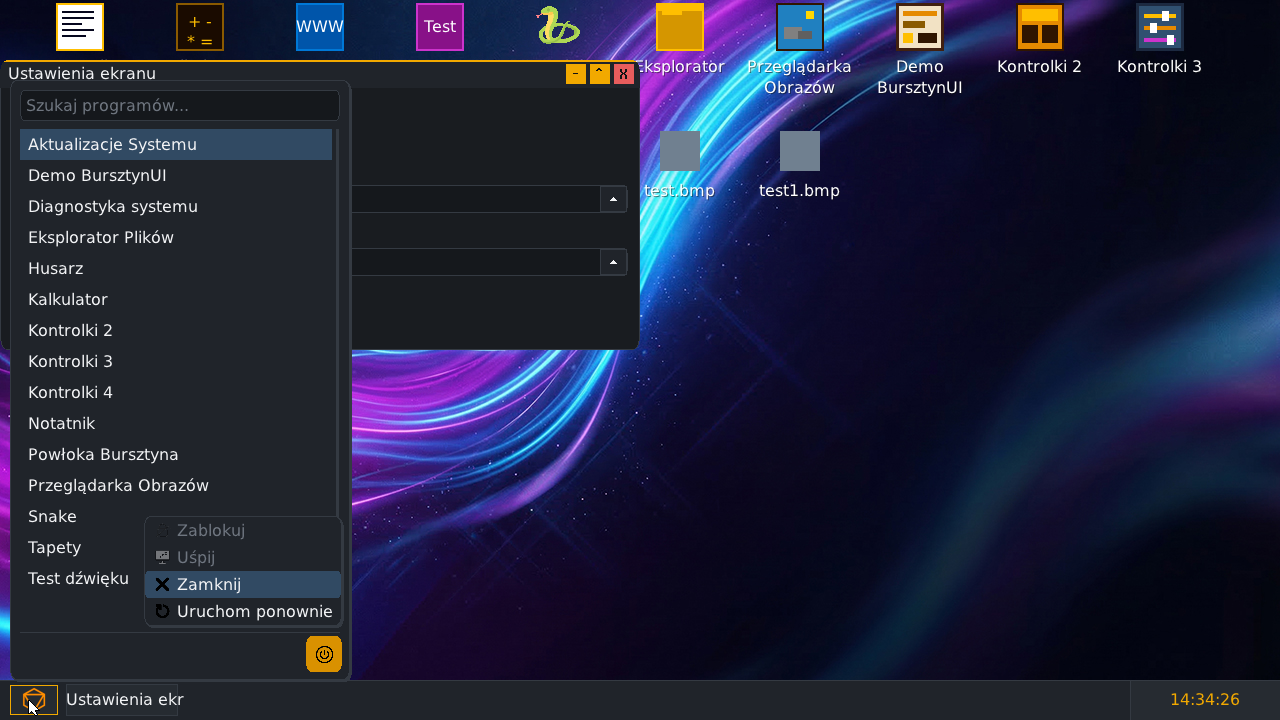 + -
* =
WWW
Test
Eksplorator
Przeglądarka
Obrazów
Demo
BursztynUI
Kontrolki 2
Kontrolki 3
Ustawienia ekranu
- ^ X
Szukaj programów...
test.bmp
test1.bmp
Aktualizacje Systemu
Demo BursztynUI
Diagnostyka systemu
Eksplorator Plików
Husarz
Kalkulator
Kontrolki 2
Kontrolki 3
Kontrolki 4
Notatnik
Powłoka Bursztyna
Przeglądarka Obrazów
Snake
Tapety
Test dźwięku
Zablokuj
Uśpij
Zamknij
Uruchom ponownie
Ustawienia ekr
14:34:26